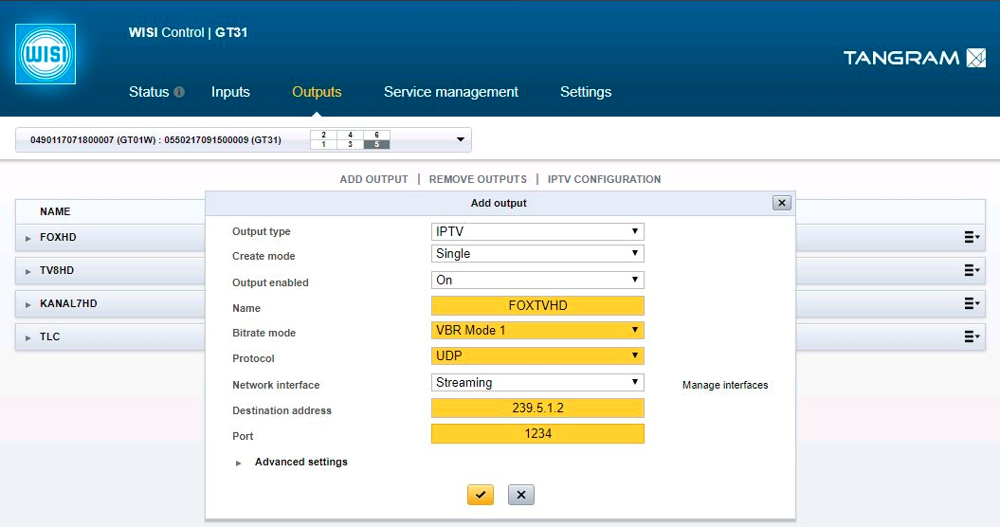 WISI
WISI Control | GT31
TANGRAM
Status i Inputs Outputs Service management Settings
0490117071800007 (GT01W) : 0550217091500009 (GT31)
2 4 6
1 3 5
ADD OUTPUT | REMOVE OUTPUTS | IPTV CONFIGURATION
NAME
FOXHD
TV8HD
KANAL7HD
TLC
Add output
Output type IPTV
Create mode Single
Output enabled On
Name FOXTVHD
Bitrate mode VBR Mode 1
Protocol UDP
Network interface Streaming Manage interfaces
Destination address 239.5.1.2
Port 1234
Advanced settings